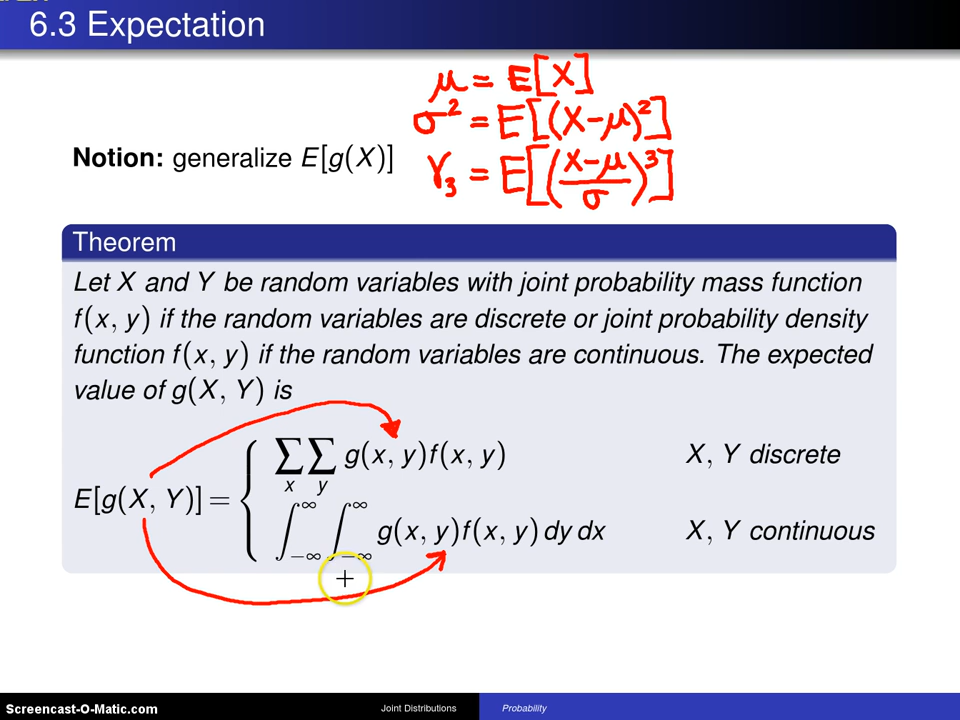 6.3 Expectation
μ = E[X]
σ² = E[(X-μ)²]
Notion: generalize E[g(X)]
γ₃ = E[((X-μ)/σ)³]
Theorem
Let X and Y be random variables with joint probability mass function
f(x, y) if the random variables are discrete or joint probability density
function f(x, y) if the random variables are continuous. The expected
value of g(X, Y) is
∑x ∑y g(x, y)f(x, y) X, Y discrete
E[g(X, Y)] = {
∫_{-∞}^{∞} ∫_{-∞}^{∞} g(x, y)f(x, y) dy dx X, Y continuous
Screencast-O-Matic.com Joint Distributions Probability